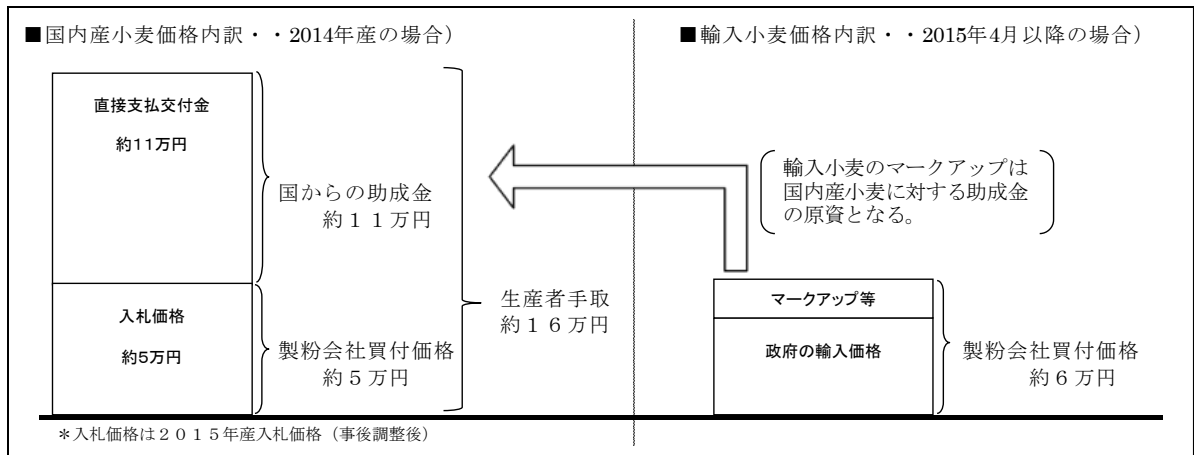 ■国内産小麦価格内訳・・2014年産の場合）
直接支払交付金
約11万円
国からの助成金
約１１万円
入札価格
約5万円
製粉会社買付価格
約５万円
生産者手取
約１６万円
＊入札価格は２０１５年産入札価格（事後調整後）
■輸入小麦価格内訳・・2015年4月以降の場合）
輸入小麦のマークアップは
国内産小麦に対する助成金
の原資となる。
マークアップ等
政府の輸入価格
製粉会社買付価格
約６万円